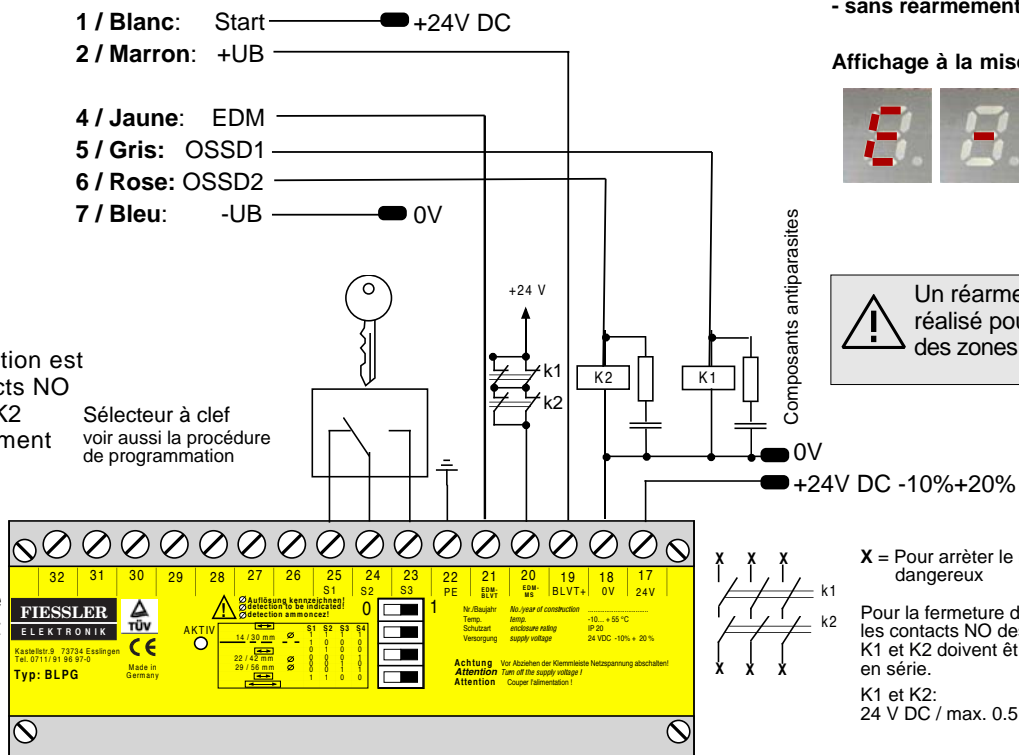 1 / Blanc: Start +24V DC
2 / Marron: +UB
4 / Jaune: EDM
5 / Gris: OSSD1
6 / Rose: OSSD2
7 / Bleu: -UB 0V
- sans réarmement
Affichage à la mise
Composants antiparasites
+24 V
k1
k2
K2
K1
Un réarme
réalisé pou
des zones
tion est
cts NO
K2
ment
Sélecteur à clef
voir aussi la procédure
de programmation
0V
+24V DC -10%+20%
32 31 30 29 28 27 26 25 24 23 22 21 20 19 18 17
S1 S2 S3 PE EDM-BLVT EDM-MS BLVT+ 0V 24V
FIESSLER
ELEKTRONIK
Kastellstr.9 73734 Esslingen
Tel. 0711/ 91 96 97-0
Typ: BLPG
TÜV
CE
Made in
Germany
AKTIV
Ø Auflösung kennzeichnen!
Ø detection to be indicated!
Ø detection ammoncez!
0 1
S1 S2 S3 S4
14 / 30 mm Ø
22 / 42 mm Ø
29 / 56 mm Ø
Nr./Baujahr No./year of construction
Temp. temp. -10... + 55 °C
Schutzart enclosure rating IP 20
Versorgung supply voltage 24 VDC -10% + 20 %
Achtung Vor Abziehen der Klemmleiste Netzspannung abschalten!
Attention Turn off the supply voltage !
Attention Couper l'alimentation !
X X X
k1
k2
X X X
X = Pour arrèter le
dangereux
Pour la fermeture d
les contacts NO des
K1 et K2 doivent êt
en série.
K1 et K2:
24 V DC / max. 0.5